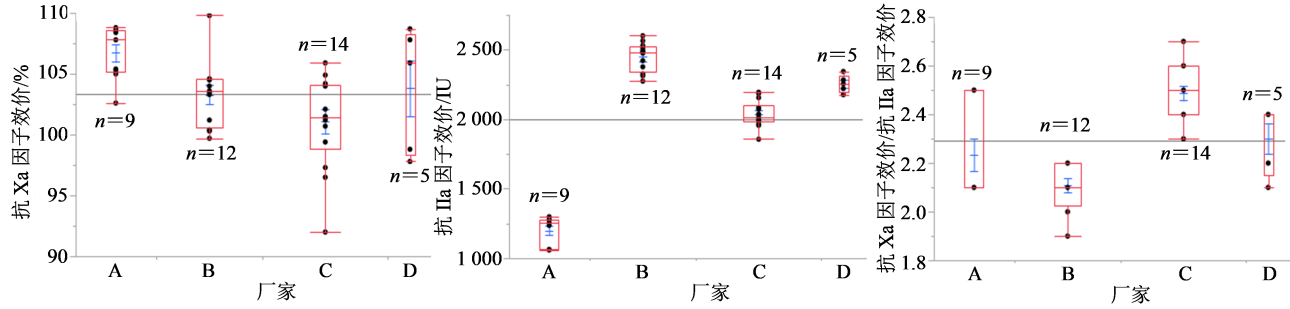 抗 Xa 因子效价/%
110
105
100
95
90
n=9
n=12
n=14
n=5
A
B
C
D
厂家
抗 IIa 因子效价/IU
2 500
2 000
1 500
1 000
n=9
n=12
n=14
n=5
A
B
C
D
厂家
抗 Xa 因子效价/抗 IIa 因子效价
2.8
2.6
2.4
2.2
2.0
1.8
n=9
n=12
n=14
n=5
A
B
C
D
厂家